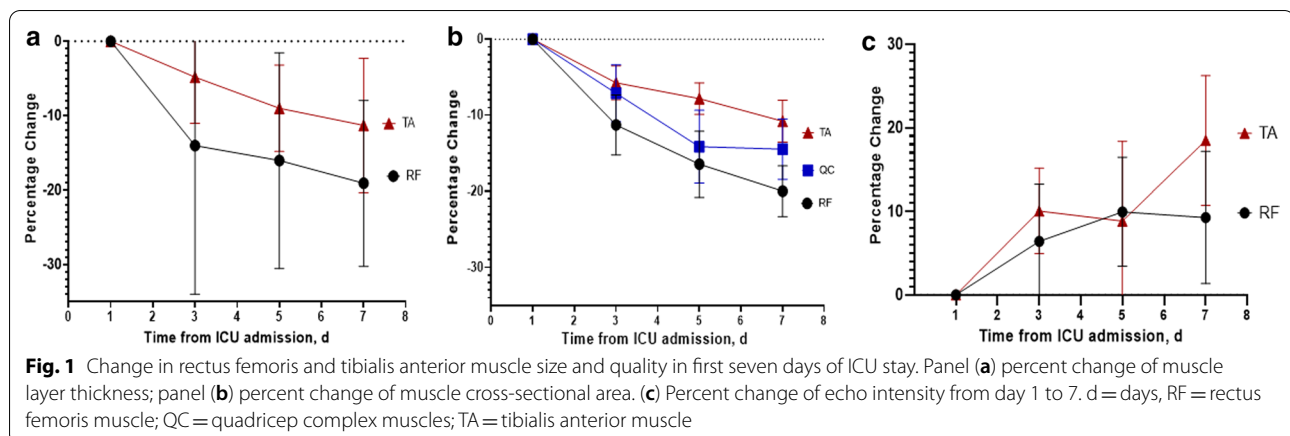 a
0
-10
-20
-30
Percentage Change
TA
RF
0 1 2 3 4 5 6 7 8
Time from ICU admission, d
b
0
-10
-20
-30
Percentage Change
TA
QC
RF
0 1 2 3 4 5 6 7 8
Time from ICU admission, d
c
30
20
10
0
Percentage Change
TA
RF
1 2 3 4 5 6 7 8
Time from ICU admission, d
Fig. 1 Change in rectus femoris and tibialis anterior muscle size and quality in first seven days of ICU stay. Panel (a) percent change of muscle
layer thickness; panel (b) percent change of muscle cross-sectional area. (c) Percent change of echo intensity from day 1 to 7. d = days, RF = rectus
femoris muscle; QC = quadricep complex muscles; TA = tibialis anterior muscle